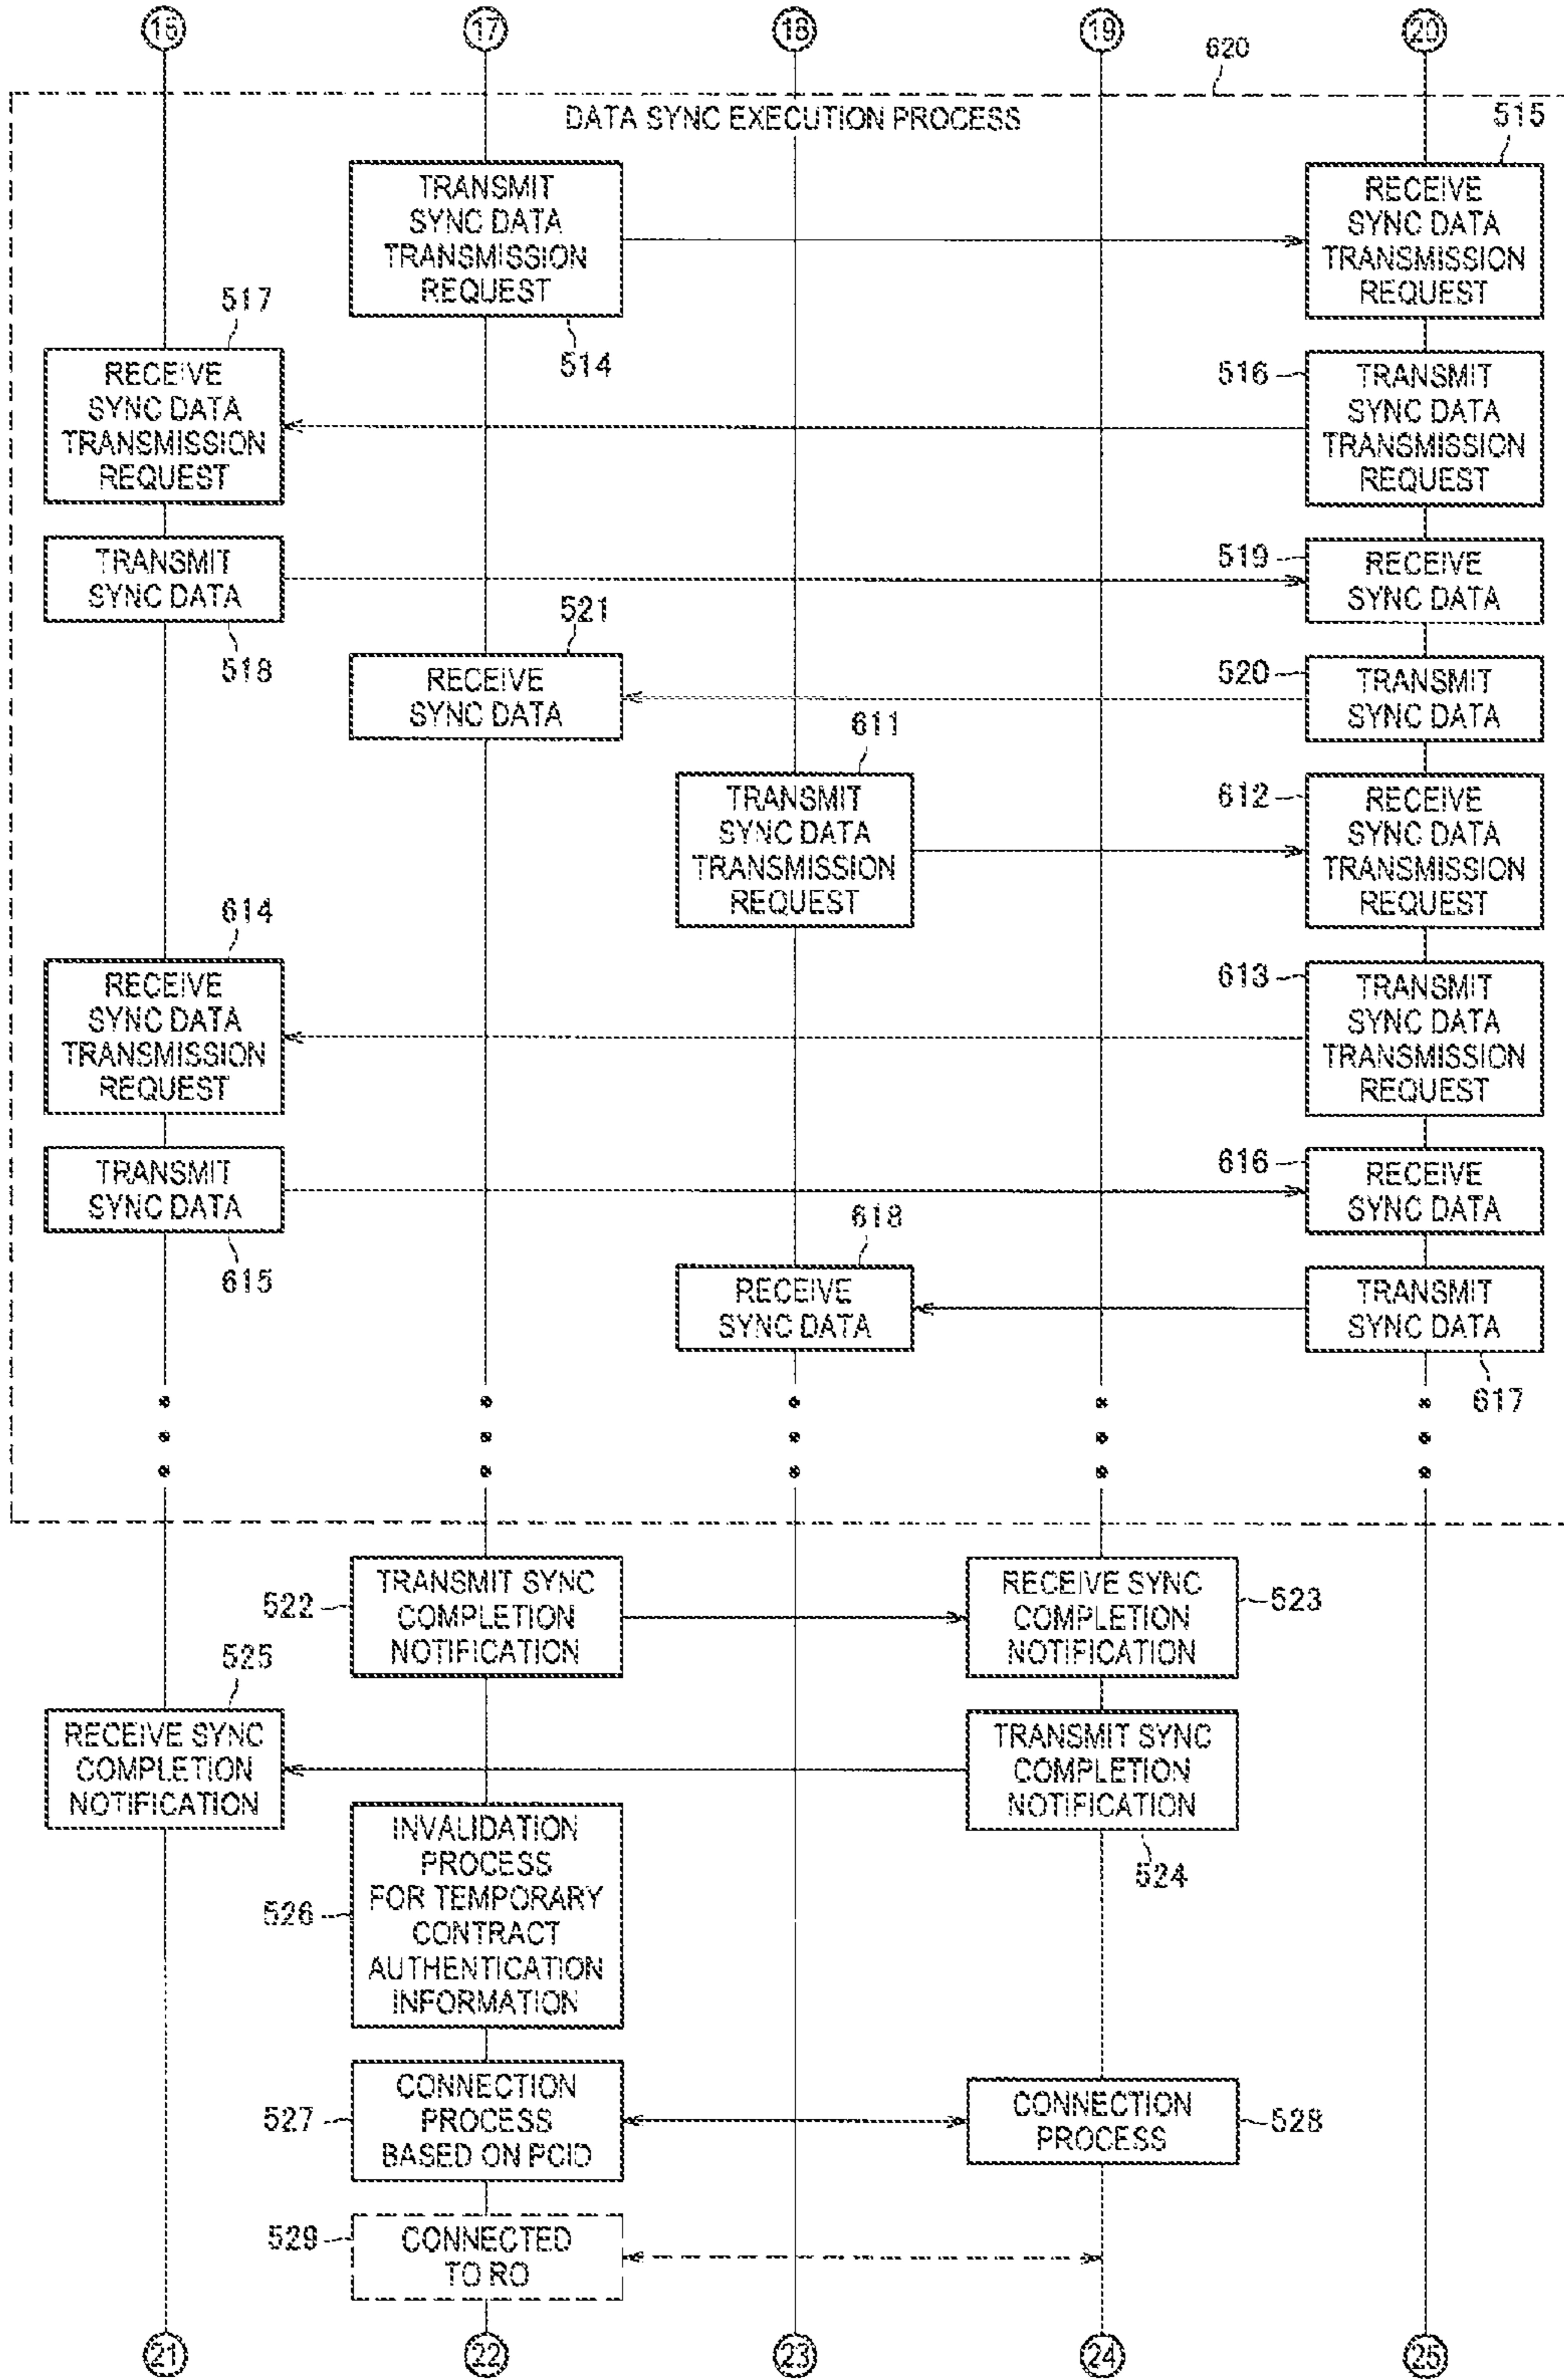 16
17
18
19
20
620
DATA SYNC EXECUTION PROCESS
515
TRANSMIT
SYNC DATA
TRANSMISSION
REQUEST
514
RECEIVE
SYNC DATA
TRANSMISSION
REQUEST
517
RECEIVE
SYNC DATA
TRANSMISSION
REQUEST
516
TRANSMIT
SYNC DATA
TRANSMISSION
REQUEST
TRANSMIT
SYNC DATA
518
519
RECEIVE
SYNC DATA
521
RECEIVE
SYNC DATA
520
TRANSMIT
SYNC DATA
611
TRANSMIT
SYNC DATA
TRANSMISSION
REQUEST
612
RECEIVE
SYNC DATA
TRANSMISSION
REQUEST
614
RECEIVE
SYNC DATA
TRANSMISSION
REQUEST
613
TRANSMIT
SYNC DATA
TRANSMISSION
REQUEST
TRANSMIT
SYNC DATA
615
616
RECEIVE
SYNC DATA
618
RECEIVE
SYNC DATA
TRANSMIT
SYNC DATA
617
522
TRANSMIT SYNC
COMPLETION
NOTIFICATION
RECEIVE SYNC
COMPLETION
NOTIFICATION
523
525
RECEIVE SYNC
COMPLETION
NOTIFICATION
TRANSMIT SYNC
COMPLETION
NOTIFICATION
524
526
INVALIDATION
PROCESS
FOR TEMPORARY
CONTRACT
AUTHENTICATION
INFORMATION
527
CONNECTION
PROCESS
BASED ON PCID
CONNECTION
PROCESS
528
529
CONNECTED
TO RO
21
22
23
24
25